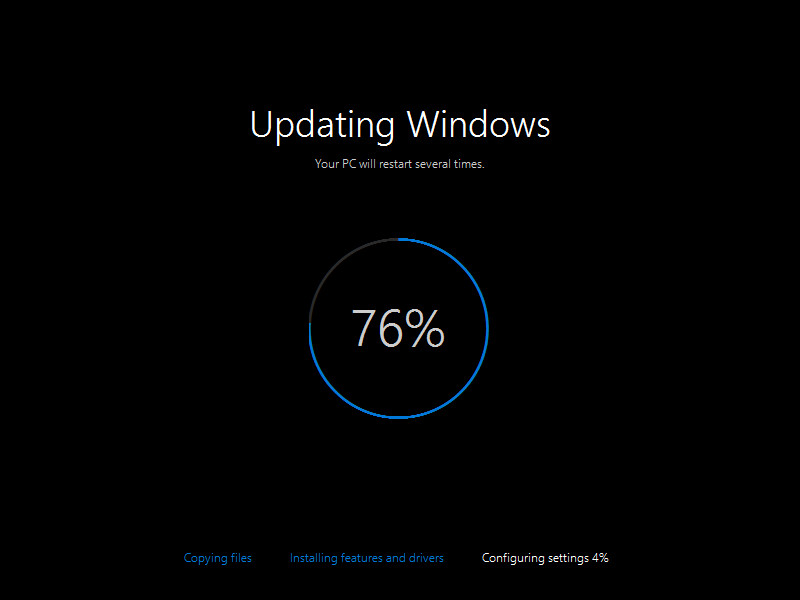 Updating Windows
Your PC will restart several times.
76%
Copying files
Installing features and drivers
Configuring settings 4%